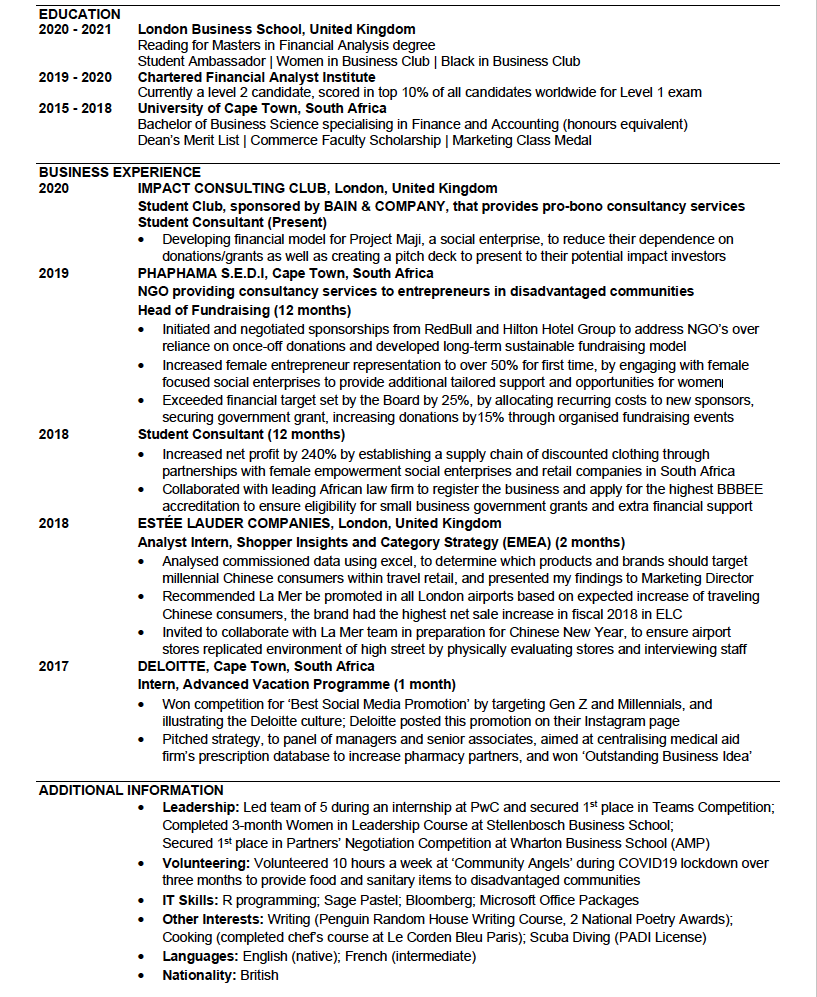 EDUCATION
2020 - 2021 London Business School, United Kingdom
Reading for Masters in Financial Analysis degree
Student Ambassador | Women in Business Club | Black in Business Club
2019 - 2020 Chartered Financial Analyst Institute
Currently a level 2 candidate, scored in top 10% of all candidates worldwide for Level 1 exam
2015 - 2018 University of Cape Town, South Africa
Bachelor of Business Science specialising in Finance and Accounting (honours equivalent)
Dean's Merit List | Commerce Faculty Scholarship | Marketing Class Medal
BUSINESS EXPERIENCE
2020 IMPACT CONSULTING CLUB, London, United Kingdom
Student Club, sponsored by BAIN & COMPANY, that provides pro-bono consultancy services
Student Consultant (Present)
• Developing financial model for Project Maji, a social enterprise, to reduce their dependence on
donations/grants as well as creating a pitch deck to present to their potential impact investors
2019 PHAPHAMA S.E.D.I, Cape Town, South Africa
NGO providing consultancy services to entrepreneurs in disadvantaged communities
Head of Fundraising (12 months)
• Initiated and negotiated sponsorships from RedBull and Hilton Hotel Group to address NGO's over
reliance on once-off donations and developed long-term sustainable fundraising model
• Increased female entrepreneur representation to over 50% for first time, by engaging with female
focused social enterprises to provide additional tailored support and opportunities for women
• Exceeded financial target set by the Board by 25%, by allocating recurring costs to new sponsors,
securing government grant, increasing donations by15% through organised fundraising events
2018 Student Consultant (12 months)
• Increased net profit by 240% by establishing a supply chain of discounted clothing through
partnerships with female empowerment social enterprises and retail companies in South Africa
• Collaborated with leading African law firm to register the business and apply for the highest BBBEE
accreditation to ensure eligibility for small business government grants and extra financial support
2018 ESTÉE LAUDER COMPANIES, London, United Kingdom
Analyst Intern, Shopper Insights and Category Strategy (EMEA) (2 months)
• Analysed commissioned data using excel, to determine which products and brands should target
millennial Chinese consumers within travel retail, and presented my findings to Marketing Director
• Recommended La Mer be promoted in all London airports based on expected increase of traveling
Chinese consumers, the brand had the highest net sale increase in fiscal 2018 in ELC
• Invited to collaborate with La Mer team in preparation for Chinese New Year, to ensure airport
stores replicated environment of high street by physically evaluating stores and interviewing staff
2017 DELOITTE, Cape Town, South Africa
Intern, Advanced Vacation Programme (1 month)
• Won competition for 'Best Social Media Promotion' by targeting Gen Z and Millennials, and
illustrating the Deloitte culture; Deloitte posted this promotion on their Instagram page
• Pitched strategy, to panel of managers and senior associates, aimed at centralising medical aid
firm's prescription database to increase pharmacy partners, and won 'Outstanding Business Idea'
ADDITIONAL INFORMATION
• Leadership: Led team of 5 during an internship at PwC and secured 1st place in Teams Competition;
Completed 3-month Women in Leadership Course at Stellenbosch Business School;
Secured 1st place in Partners' Negotiation Competition at Wharton Business School (AMP)
• Volunteering: Volunteered 10 hours a week at 'Community Angels' during COVID19 lockdown over
three months to provide food and sanitary items to disadvantaged communities
• IT Skills: R programming; Sage Pastel; Bloomberg; Microsoft Office Packages
• Other Interests: Writing (Penguin Random House Writing Course, 2 National Poetry Awards);
Cooking (completed chef's course at Le Corden Bleu Paris); Scuba Diving (PADI License)
• Languages: English (native); French (intermediate)
• Nationality: British